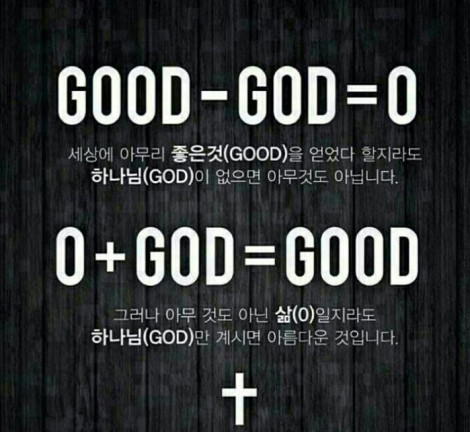 GOOD-GOD=0
세상에 아무리 좋은것(GOOD)을 얻었다 할지라도
하나님(GOD)이 없으면 아무것도 아닙니다.
0+GOD=GOOD
그러나 아무 것도 아닌 삶(0)일지라도
하나님(GOD)만 계시면 아름다운 것입니다.